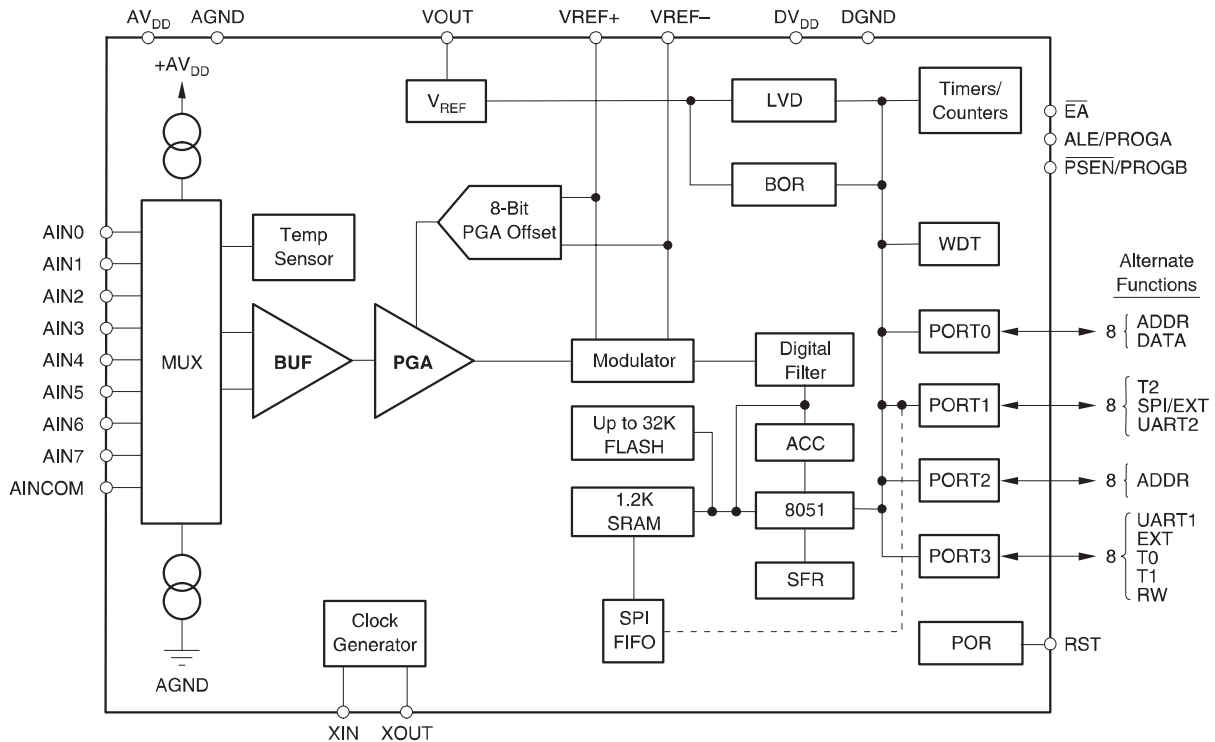 AVDD
AGND
VOUT
VREF+
VREF–
DVDD
DGND
+AVDD
VREF
LVD
Timers/
Counters
EA
ALE/PROGA
PSEN/PROGB
BOR
8-Bit
PGA Offset
AIN0
AIN1
AIN2
AIN3
AIN4
AIN5
AIN6
AIN7
AINCOM
MUX
Temp
Sensor
WDT
Alternate
Functions
BUF
PGA
Modulator
Digital
Filter
PORT0
8
ADDR
DATA
PORT1
8
T2
SPI/EXT
UART2
Up to 32K
FLASH
ACC
PORT2
8
ADDR
1.2K
SRAM
8051
PORT3
8
UART1
EXT
T0
T1
RW
SFR
SPI
FIFO
Clock
Generator
POR
RST
AGND
XIN
XOUT